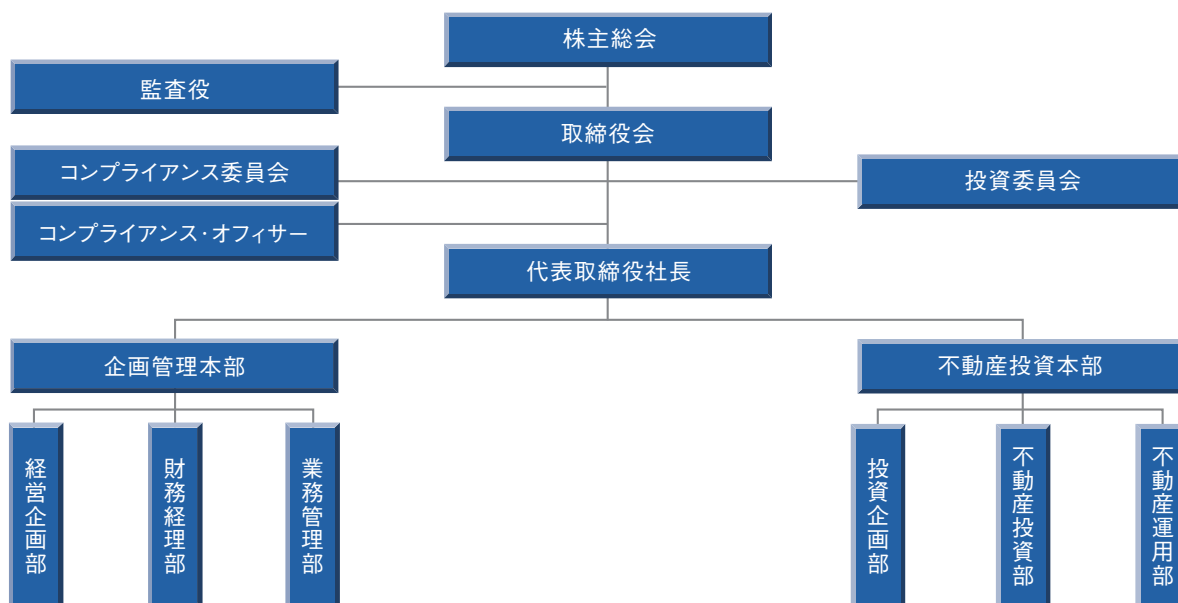 株主総会
監査役
取締役会
コンプライアンス委員会
投資委員会
コンプライアンス・オフィサー
代表取締役社長
企画管理本部
不動産投資本部
経営企画部
財務経理部
業務管理部
投資企画部
不動産投資部
不動産運用部